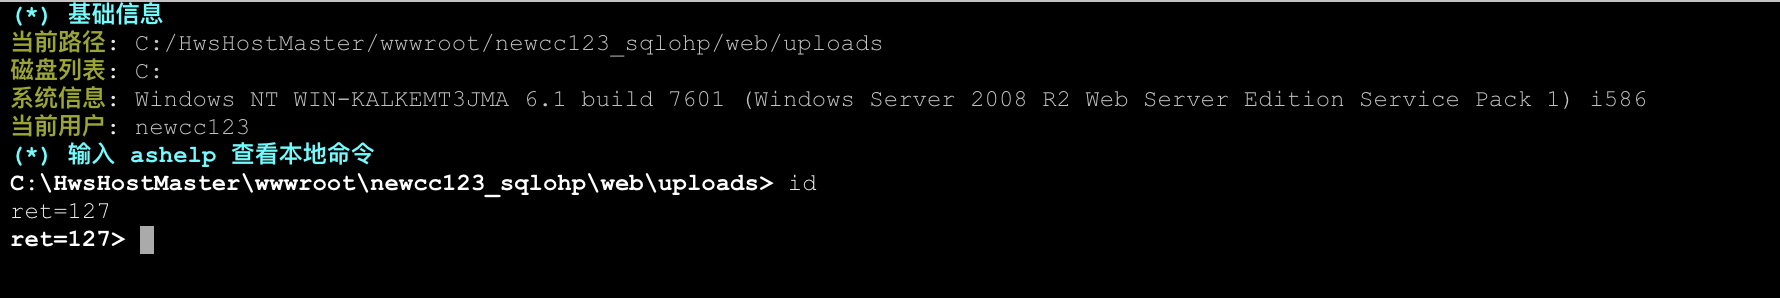 (*) 基础信息
当前路径: C:/HwsHostMaster/wwwroot/newcc123_sqlohp/web/uploads
磁盘列表: C:
系统信息: Windows NT WIN-KALKEMT3JMA 6.1 build 7601 (Windows Server 2008 R2 Web Server Edition Service Pack 1) i586
当前用户: newcc123
(*) 输入 ashelp 查看本地命令
C:\HwsHostMaster\wwwroot\newcc123_sqlohp\web\uploads> id
ret=127
ret=127>